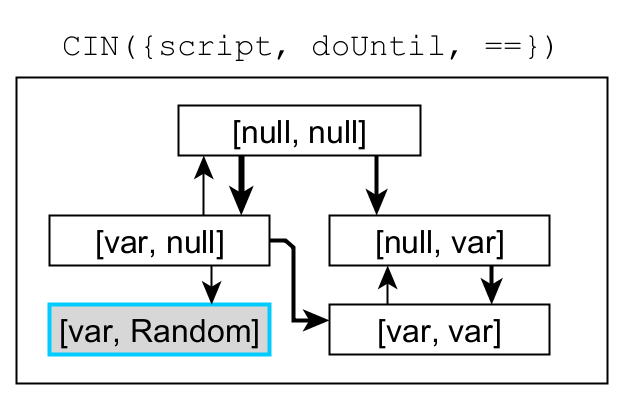 CIN({script, doUntil, ==})
[null, null]
[var, null]
[null, var]
[var, Random]
[var, var]